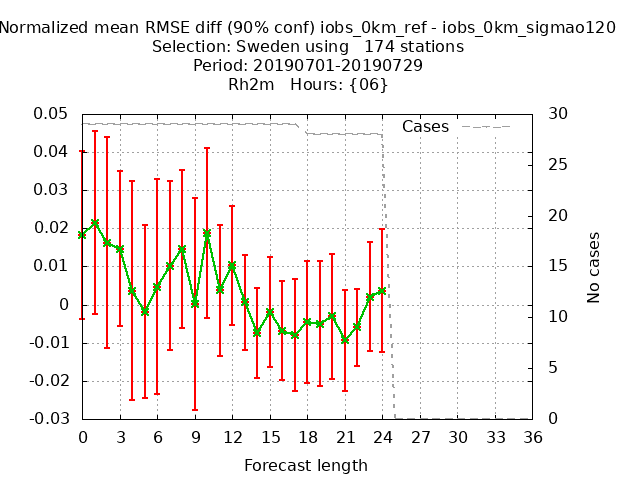 Normalized mean RMSE diff (90% conf) iobs_0km_ref - iobs_0km_sigmao120
Selection: Sweden using 174 stations
Period: 20190701-20190729
Rh2m Hours: {06}
Cases
0.05
0.04
0.03
0.02
0.01
0
-0.01
-0.02
-0.03
30
25
20
15
10
5
0
No cases
0 3 6 9 12 15 18 21 24 27 30 33 36
Forecast length